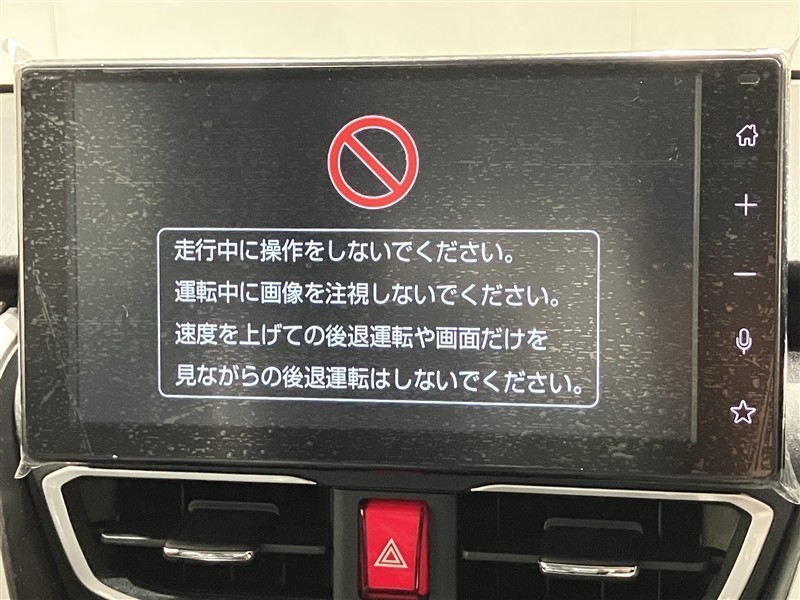 走行中に操作をしないでください。
運転中に画像を注視しないでください。
速度を上げての後退運転や画面だけを
見ながらの後退運転はしないでください。